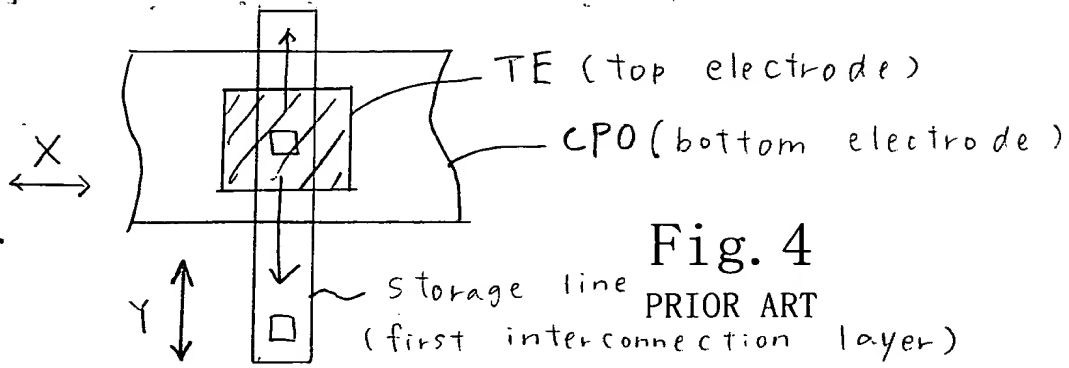 TE (top electrode)
CPO (bottom electrode)
X
Fig. 4
PRIOR ART
Y
storage line
(first interconnection layer)